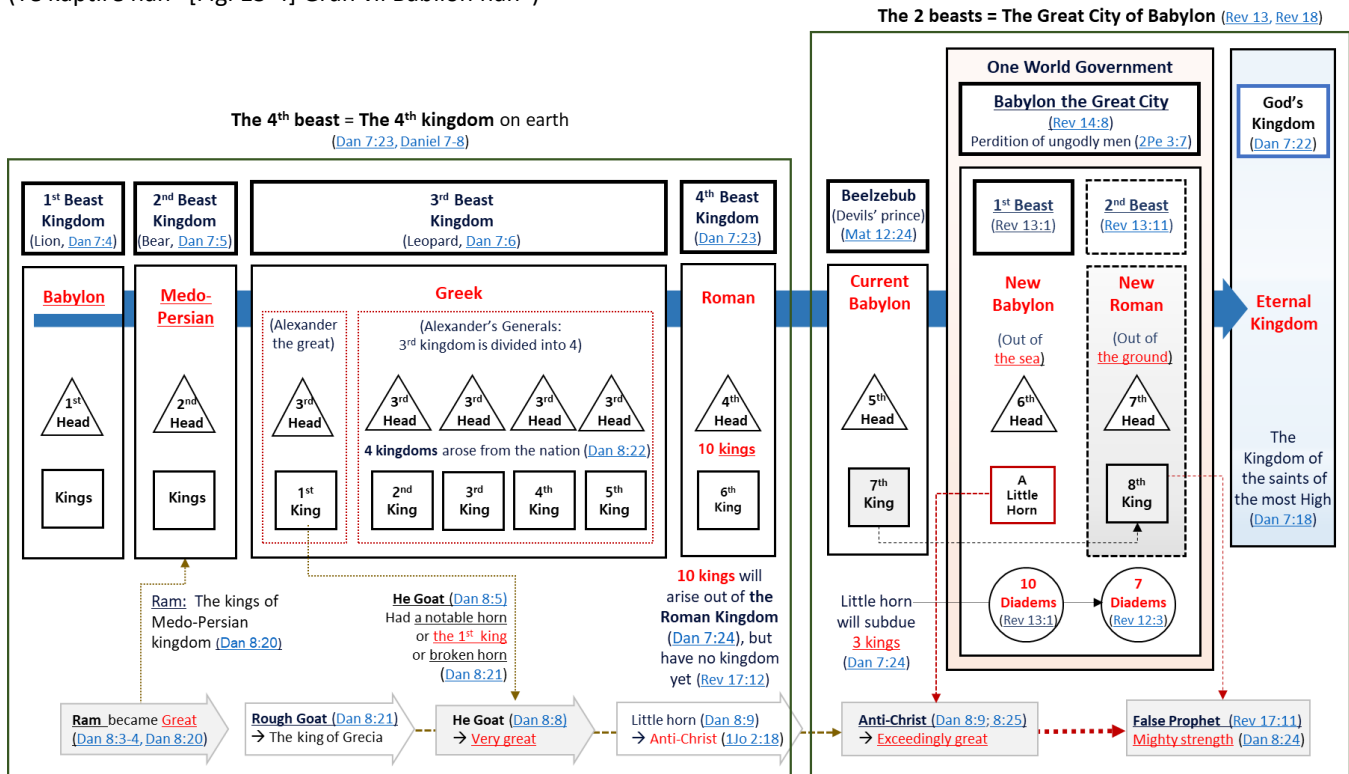 The 2 beasts = The Great City of Babylon (Rev 13, Rev 18)
The 4th beast = The 4th kingdom on earth
(Dan 7:23, Daniel 7-8)
1st Beast
Kingdom
(Lion, Dan 7:4)
2nd Beast
Kingdom
(Bear, Dan 7:5)
3rd Beast
Kingdom
(Leopard, Dan 7:6)
4th Beast
Kingdom
(Dan 7:23)
Babylon
Medo-
Persian
Greek
Roman
(Alexander
the great)
(Alexander's Generals:
3rd kingdom is divided into 4)
1st
Head
2nd
Head
3rd
Head
3rd
Head
3rd
Head
3rd
Head
3rd
Head
4th
Head
4 kingdoms arose from the nation (Dan 8:22)
10 kings
Kings
Kings
1st
King
2nd
King
3rd
King
4th
King
5th
King
6th
King
Ram: The kings of
Medo-Persian
kingdom (Dan 8:20)
He Goat (Dan 8:5)
Had a notable horn
or the 1st king
or broken horn
(Dan 8:21)
10 kings will
arise out of the
Roman Kingdom
(Dan 7:24), but
have no kingdom
yet (Rev 17:12)
Ram became Great
(Dan 8:3-4, Dan 8:20)
Rough Goat (Dan 8:21)
→ The king of Grecia
He Goat (Dan 8:8)
→ Very great
Little horn (Dan 8:9)
→ Anti-Christ (1Jo 2:18)
One World Government
Babylon the Great City
(Rev 14:8)
Perdition of ungodly men (2Pe 3:7)
God's
Kingdom
(Dan 7:22)
Beelzebub
(Devils' prince)
(Mat 12:24)
1st Beast
(Rev 13:1)
2nd Beast
(Rev 13:11)
Current
Babylon
New
Babylon
New
Roman
Eternal
Kingdom
(Out of
the sea)
(Out of
the ground)
5th
Head
6th
Head
7th
Head
7th
King
A
Little
Horn
8th
King
The
Kingdom of
the saints of
the most High
(Dan 7:18)
Little horn
will subdue
3 kings
(Dan 7:24)
10
Diadems
(Rev 13:1)
7
Diadems
(Rev 12:3)
Anti-Christ (Dan 8:9; 8:25)
→ Exceedingly great
False Prophet (Rev 17:11)
Mighty strength (Dan 8:24)